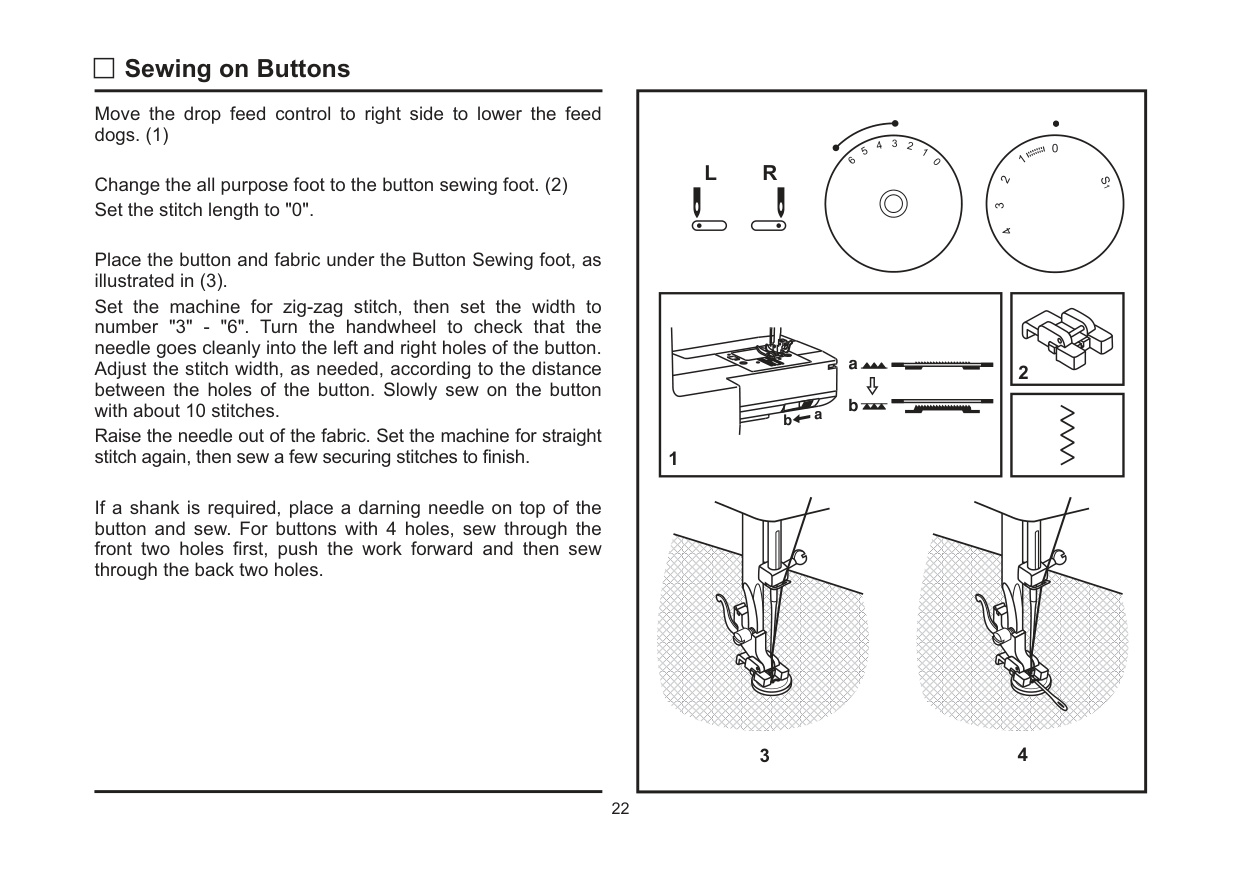 Sewing on Buttons
Move the drop feed control to right side to lower the feed
dogs. (1)
Change the all purpose foot to the button sewing foot. (2)
Set the stitch length to "0".
Place the button and fabric under the Button Sewing foot, as
illustrated in (3).
Set the machine for zig-zag stitch, then set the width to
number "3" - "6". Turn the handwheel to check that the
needle goes cleanly into the left and right holes of the button.
Adjust the stitch width, as needed, according to the distance
between the holes of the button. Slowly sew on the button
with about 10 stitches.
Raise the needle out of the fabric. Set the machine for straight
stitch again, then sew a few securing stitches to finish.
If a shank is required, place a darning needle on top of the
button and sew. For buttons with 4 holes, sew through the
front two holes first, push the work forward and then sew
through the back two holes.
L R
6 5 4 3 2 1 0
4 3 2 1 0 S1
a
b
b a
1
2
3
4
22